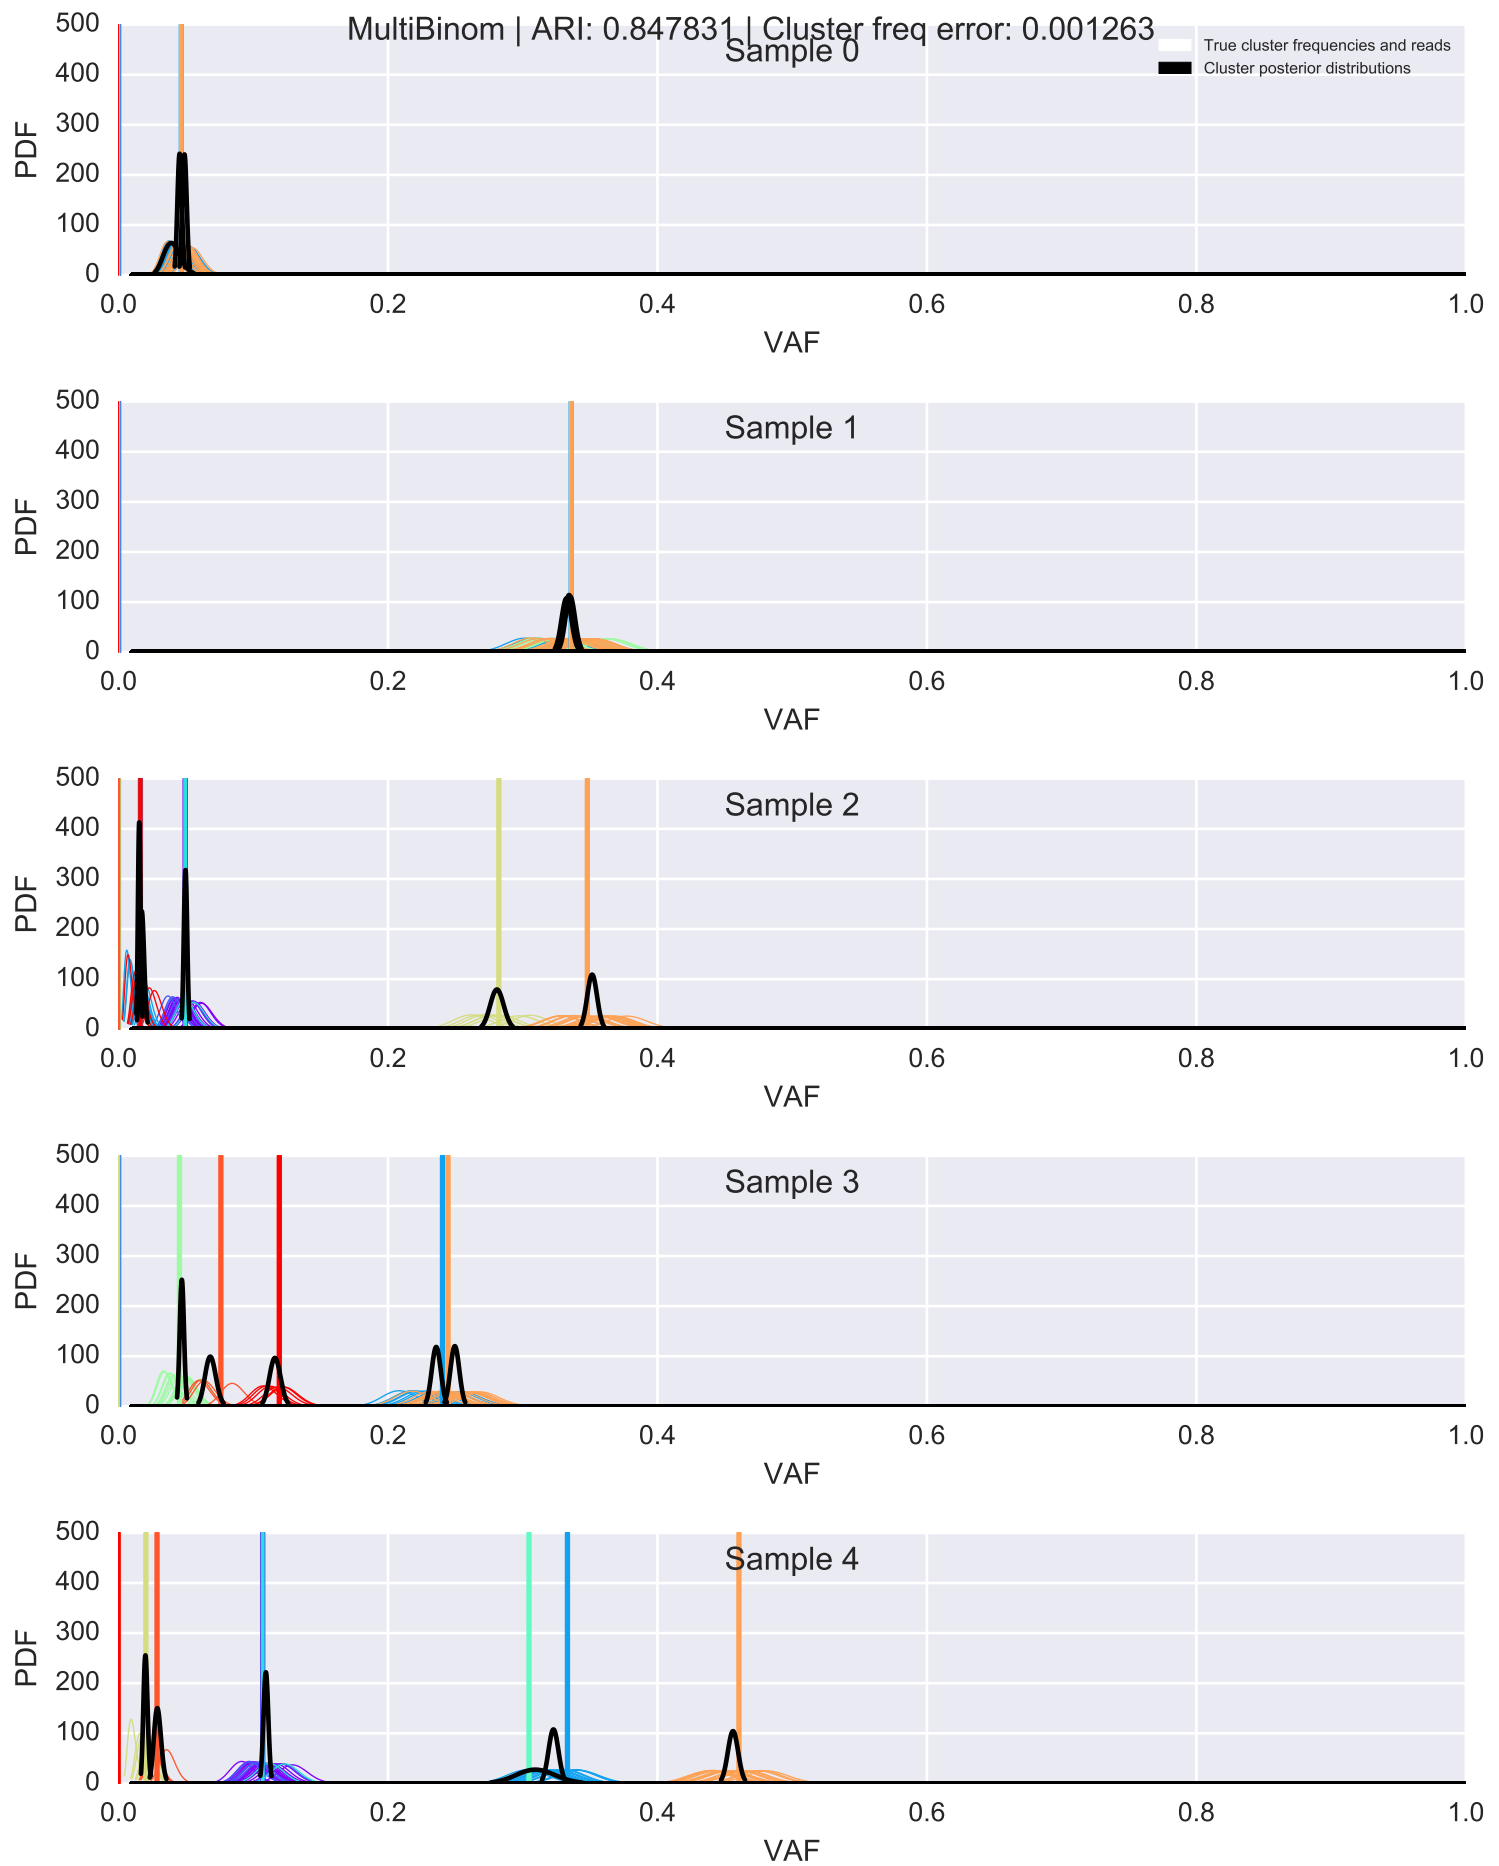 MultiBinom | ARI: 0.847831 | Cluster freq error: 0.001263
Sample 0
True cluster frequencies and reads
Cluster posterior distributions
500
400
300
200
100
0
PDF
0.0 0.2 0.4 0.6 0.8 1.0
VAF
Sample 1
500
400
300
200
100
0
PDF
0.0 0.2 0.4 0.6 0.8 1.0
VAF
Sample 2
500
400
300
200
100
0
PDF
0.0 0.2 0.4 0.6 0.8 1.0
VAF
Sample 3
500
400
300
200
100
0
PDF
0.0 0.2 0.4 0.6 0.8 1.0
VAF
Sample 4
500
400
300
200
100
0
PDF
0.0 0.2 0.4 0.6 0.8 1.0
VAF